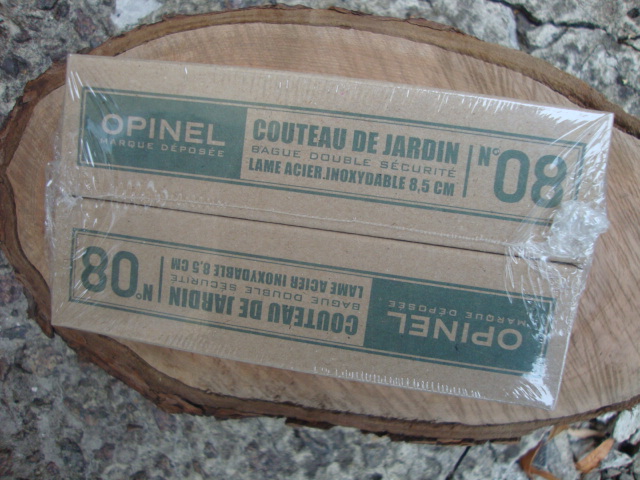 OPINEL
MARQUE DÉPOSÉE
COUTEAU DE JARDIN
BAGUE DOUBLE SÉCURITÉ
LAME ACIER INOXYDABLE 8,5 CM
N° 08
OPINEL
MARQUE DÉPOSÉE
COUTEAU DE JARDIN
BAGUE DOUBLE SÉCURITÉ
LAME ACIER INOXYDABLE 8,5 CM
N° 08